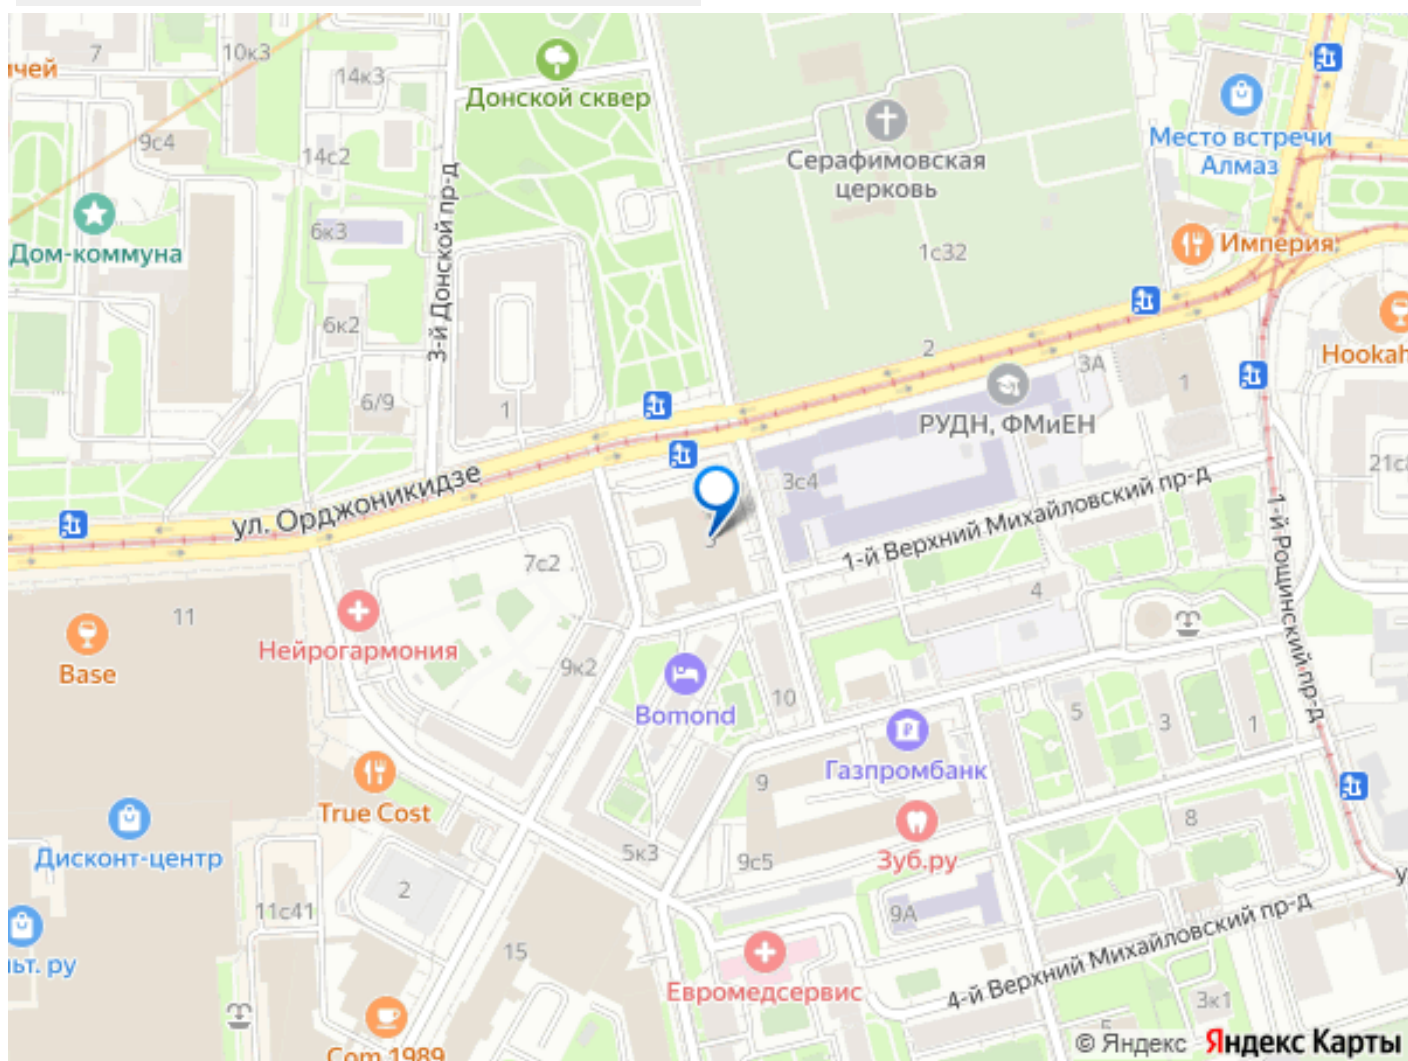 7
10к3
14к3
ичей
Донской сквер
9с4
14с2
3-й Донской пр-д
Серафимовская
церковь
Место встречи
Алмаз
Дом-коммуна
6к3
1с32
Империя
6к2
2
3А
1
Hookah
6/9
1
РУДН, ФМиЕН
ул. Орджоникидзе
3с4
1-й Верхний Михайловский пр-д
1-й Рощинский пр-д
7с2
3
11
4
Нейрогармония
Base
9к2
Bomond
10
5
3
1
Газпромбанк
True Cost
9
8
Дисконт-центр
5к3
9с5
Зуб.ру
2
11с41
9А
у
ьт. ру
15
Евромедсервис
4-й Верхний Михайловский пр-д
3к1
5
Com 1989
© Яндекс Яндекс Карты